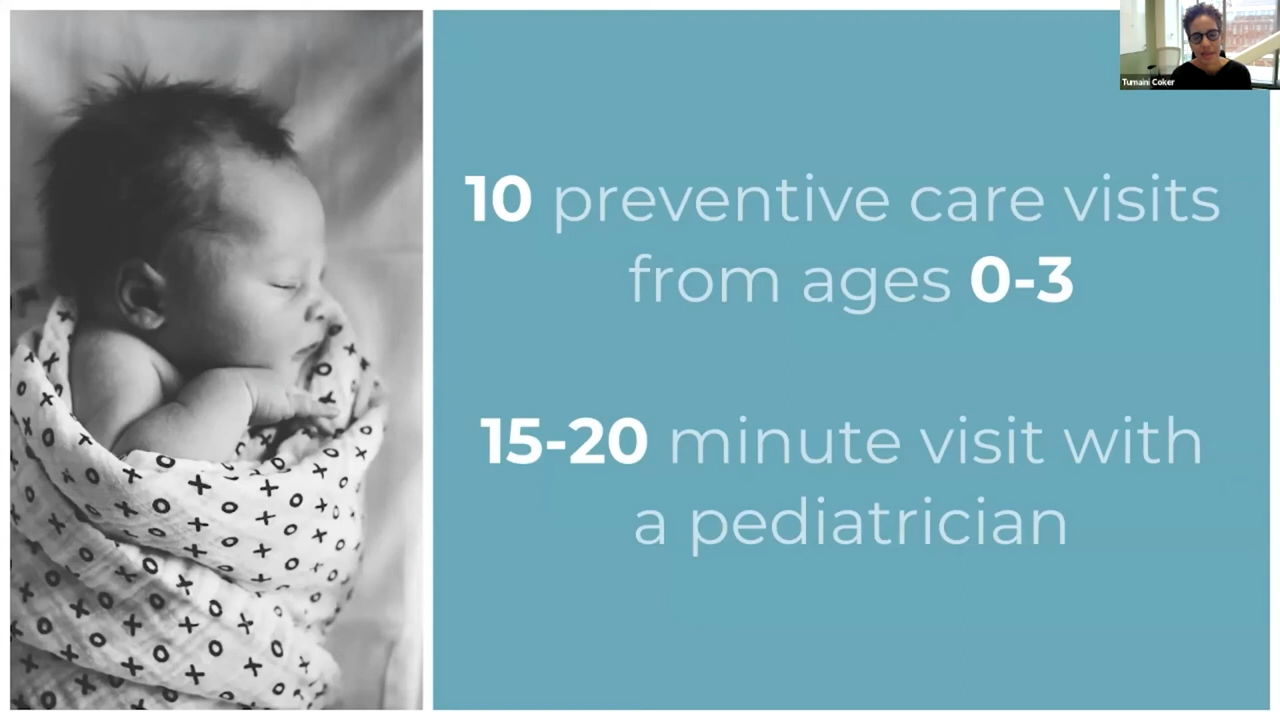 Tumaini Coker
10 preventive care visits
from ages 0-3
15-20 minute visit with
a pediatrician